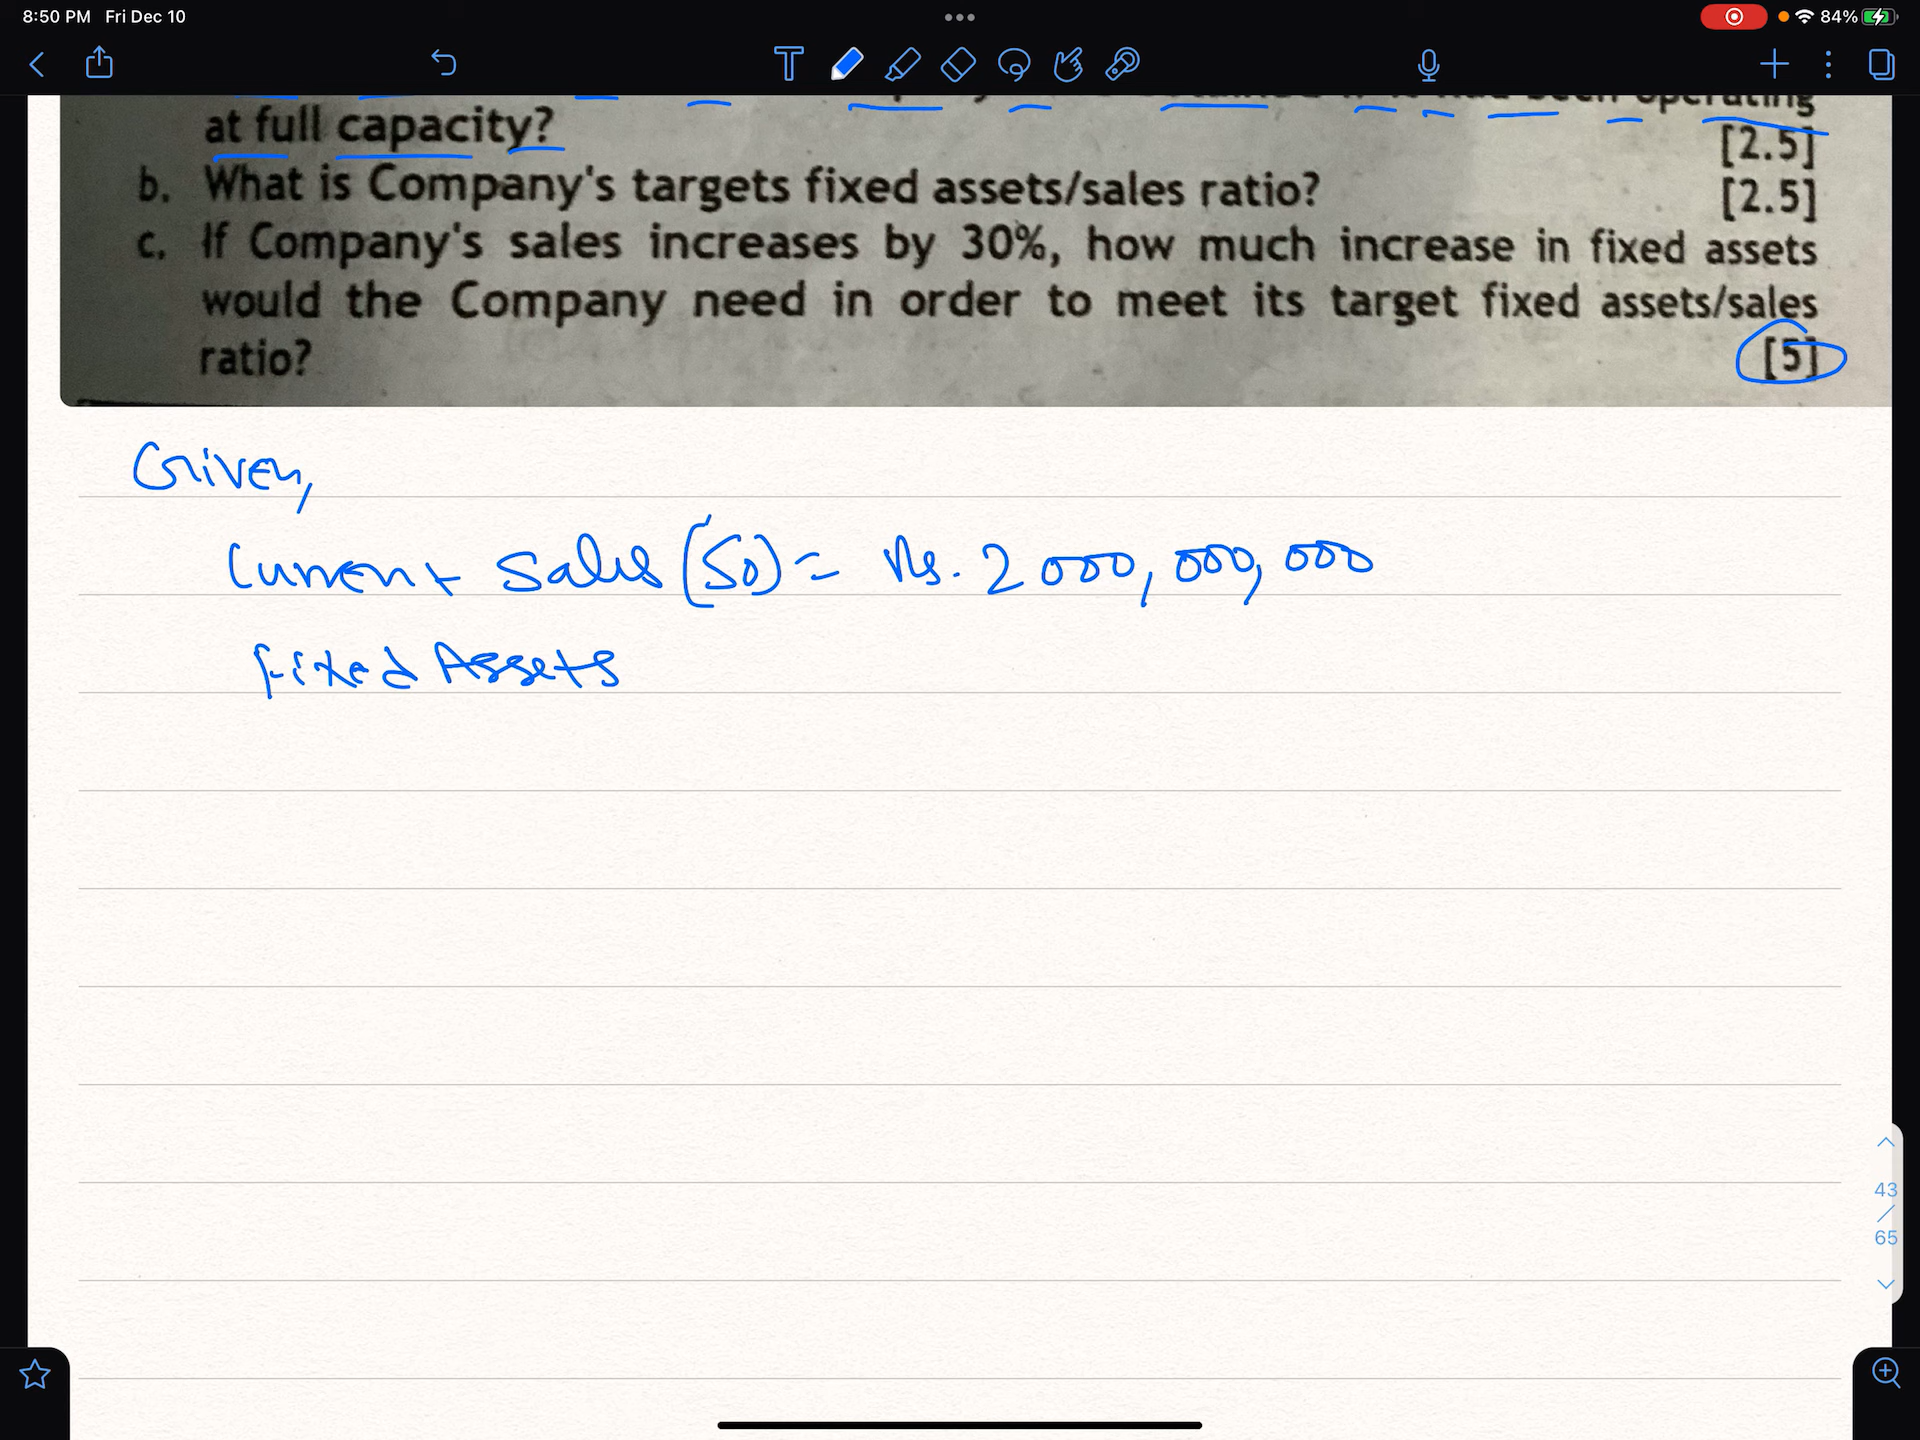 8:50 PM Fri Dec 10
84%
operating
at full capacity?
[2.5]
b. What is Company's targets fixed assets/sales ratio?
[2.5]
c. If Company's sales increases by 30%, how much increase in fixed assets
would the Company need in order to meet its target fixed assets/sales
ratio?
[5]
Given,
Current Sales (S0) = Rs. 2000,000,000
Fixed Assets
43
/
65